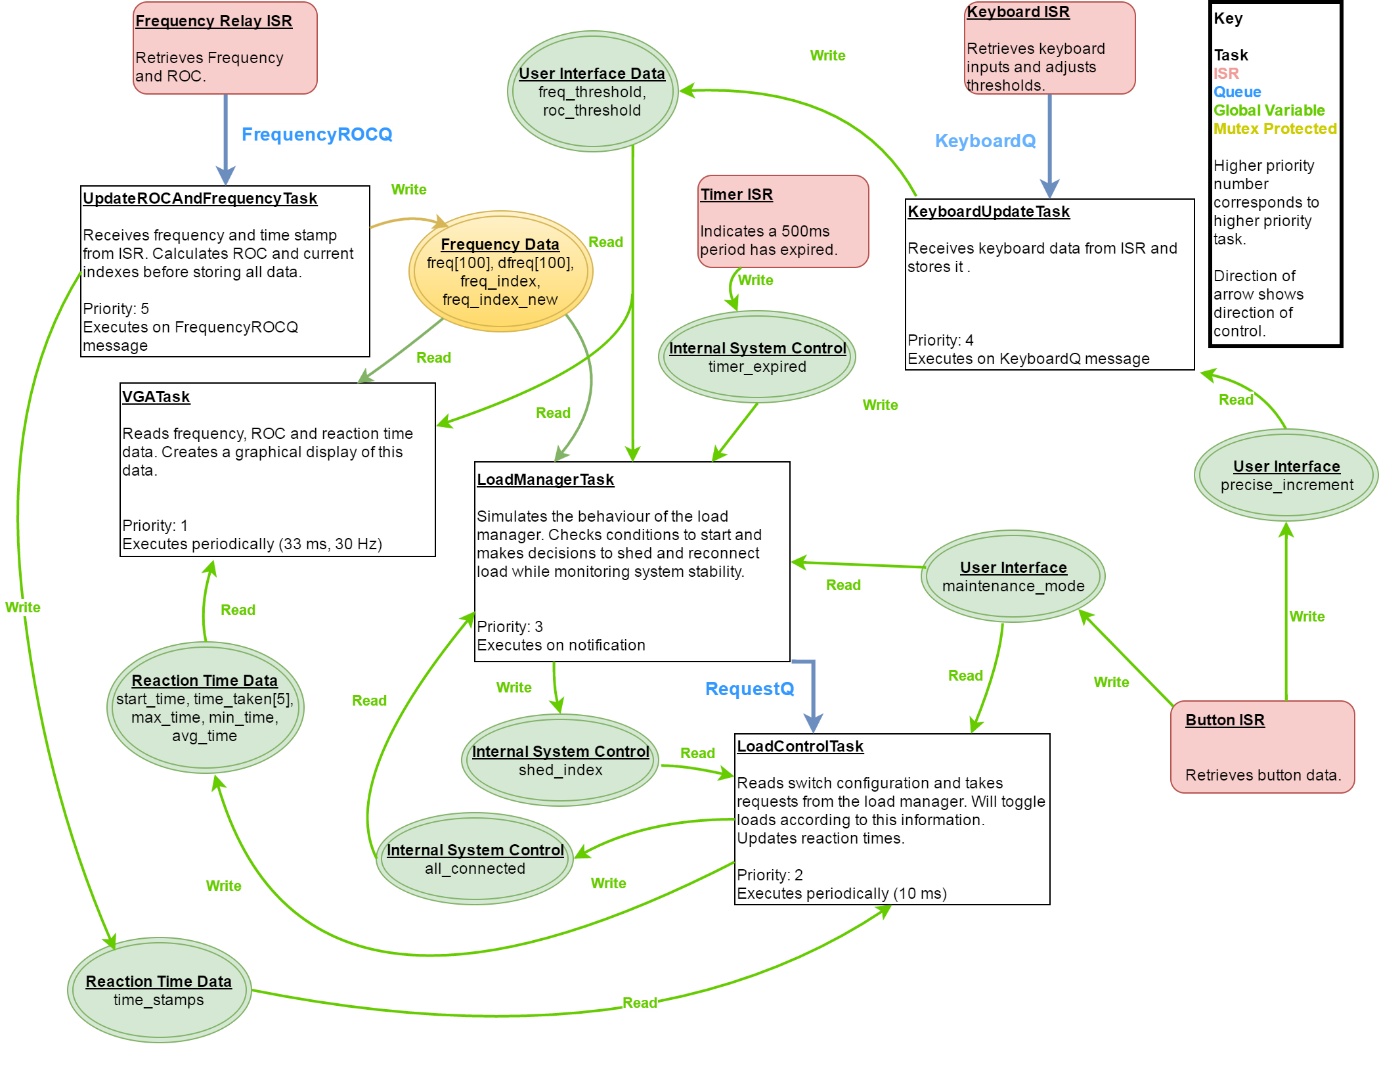 Frequency Relay ISR
Retrieves Frequency
and ROC.
FrequencyROCQ
User Interface Data
freq_threshold,
roc_threshold
Write
Keyboard ISR
Retrieves keyboard
inputs and adjusts
thresholds.
KeyboardQ
Key
Task
ISR
Queue
Global Variable
Mutex Protected
Higher priority
number
corresponds to
higher priority
task.
Direction of
arrow shows
direction of
control.
UpdateROCAndFrequencyTask
Receives frequency and time stamp
from ISR. Calculates ROC and current
indexes before storing all data.
Priority: 5
Executes on FrequencyROCQ
message
Write
Frequency Data
freq[100], dfreq[100],
freq_index,
freq_index_new
Read
Timer ISR
Indicates a 500ms
period has expired.
Write
KeyboardUpdateTask
Receives keyboard data from ISR and
stores it .
Priority: 4
Executes on KeyboardQ message
Internal System Control
timer_expired
Read
Read
Write
Read
VGATask
Reads frequency, ROC and reaction time
data. Creates a graphical display of this
data.
Priority: 1
Executes periodically (33 ms, 30 Hz)
LoadManagerTask
Simulates the behaviour of the load
manager. Checks conditions to start and
makes decisions to shed and reconnect
load while monitoring system stability.
Priority: 3
Executes on notification
User Interface
precise_increment
User Interface
maintenance_mode
Read
Write
Read
Write
Reaction Time Data
start_time, time_taken[5],
max_time, min_time,
avg_time
Read
Write
RequestQ
Read
Write
Button ISR
Retrieves button data.
Internal System Control
shed_index
Read
LoadControlTask
Reads switch configuration and takes
requests from the load manager. Will toggle
loads according to this information.
Updates reaction times.
Priority: 2
Executes periodically (10 ms)
Internal System Control
all_connected
Write
Write
Reaction Time Data
time_stamps
Read